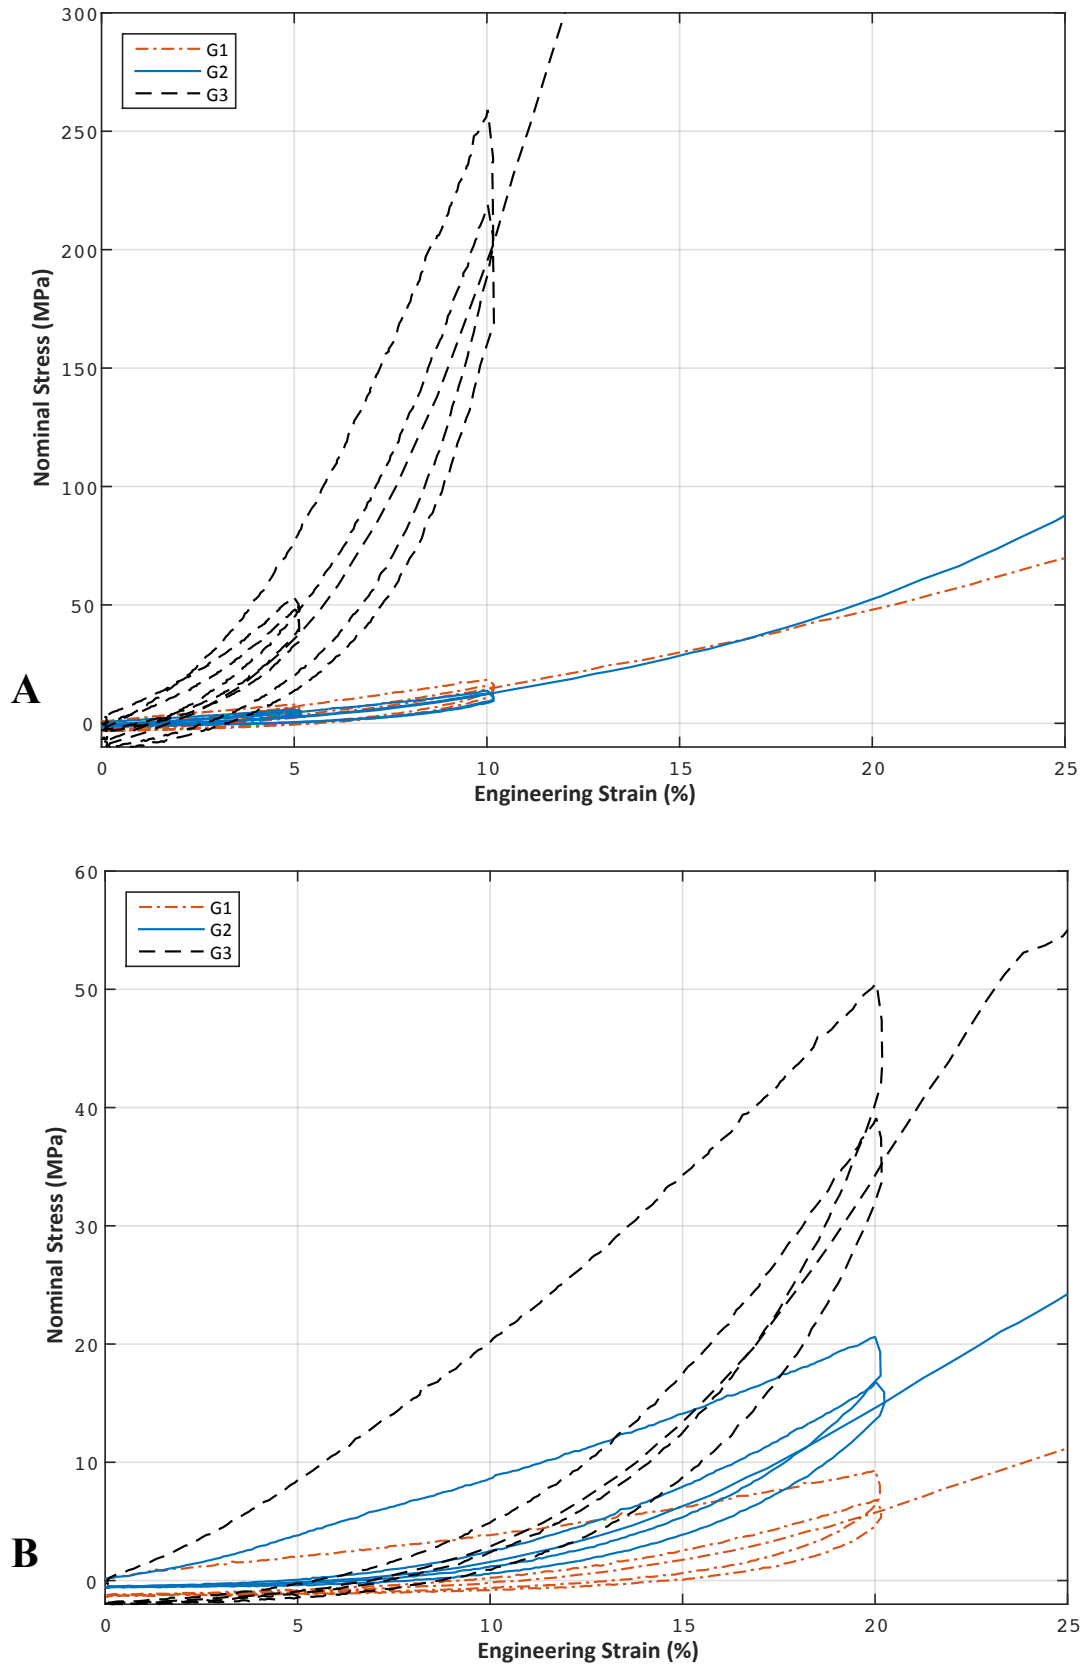 300
G1
G2
G3
250
200
150
100
50
0
Nominal Stress (MPa)
A
0 5 10 15 20 25
Engineering Strain (%)
60
G1
G2
G3
50
40
30
20
10
0
Nominal Stress (MPa)
B
0 5 10 15 20 25
Engineering Strain (%)